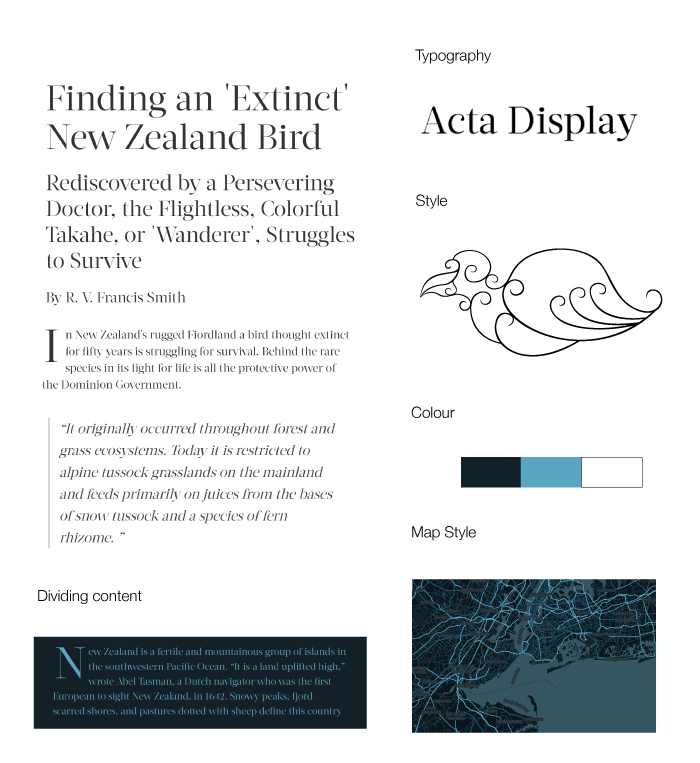 Finding an 'Extinct'
New Zealand Bird
Rediscovered by a Persevering
Doctor, the Flightless, Colorful
Takahe, or 'Wanderer', Struggles
to Survive
By R. V. Francis Smith
In New Zealand's rugged Fiordland a bird thought extinct
for fifty years is struggling for survival. Behind the rare
species in its fight for life is all the protective power of
the Dominion Government.
“It originally occurred throughout forest and
grass ecosystems. Today it is restricted to
alpine tussock grasslands on the mainland
and feeds primarily on juices from the bases
of snow tussock and a species of fern
rhizome. ”
Dividing content
New Zealand is a fertile and mountainous group of islands in
the southwestern Pacific Ocean. “It is a land uplifted high,”
wrote Abel Tasman, a Dutch navigator who was the first
European to sight New Zealand, in 1642. Snowy peaks, fjord-
scarred shores, and pastures dotted with sheep define this country
Typography
Acta Display
Style
Colour
Map Style